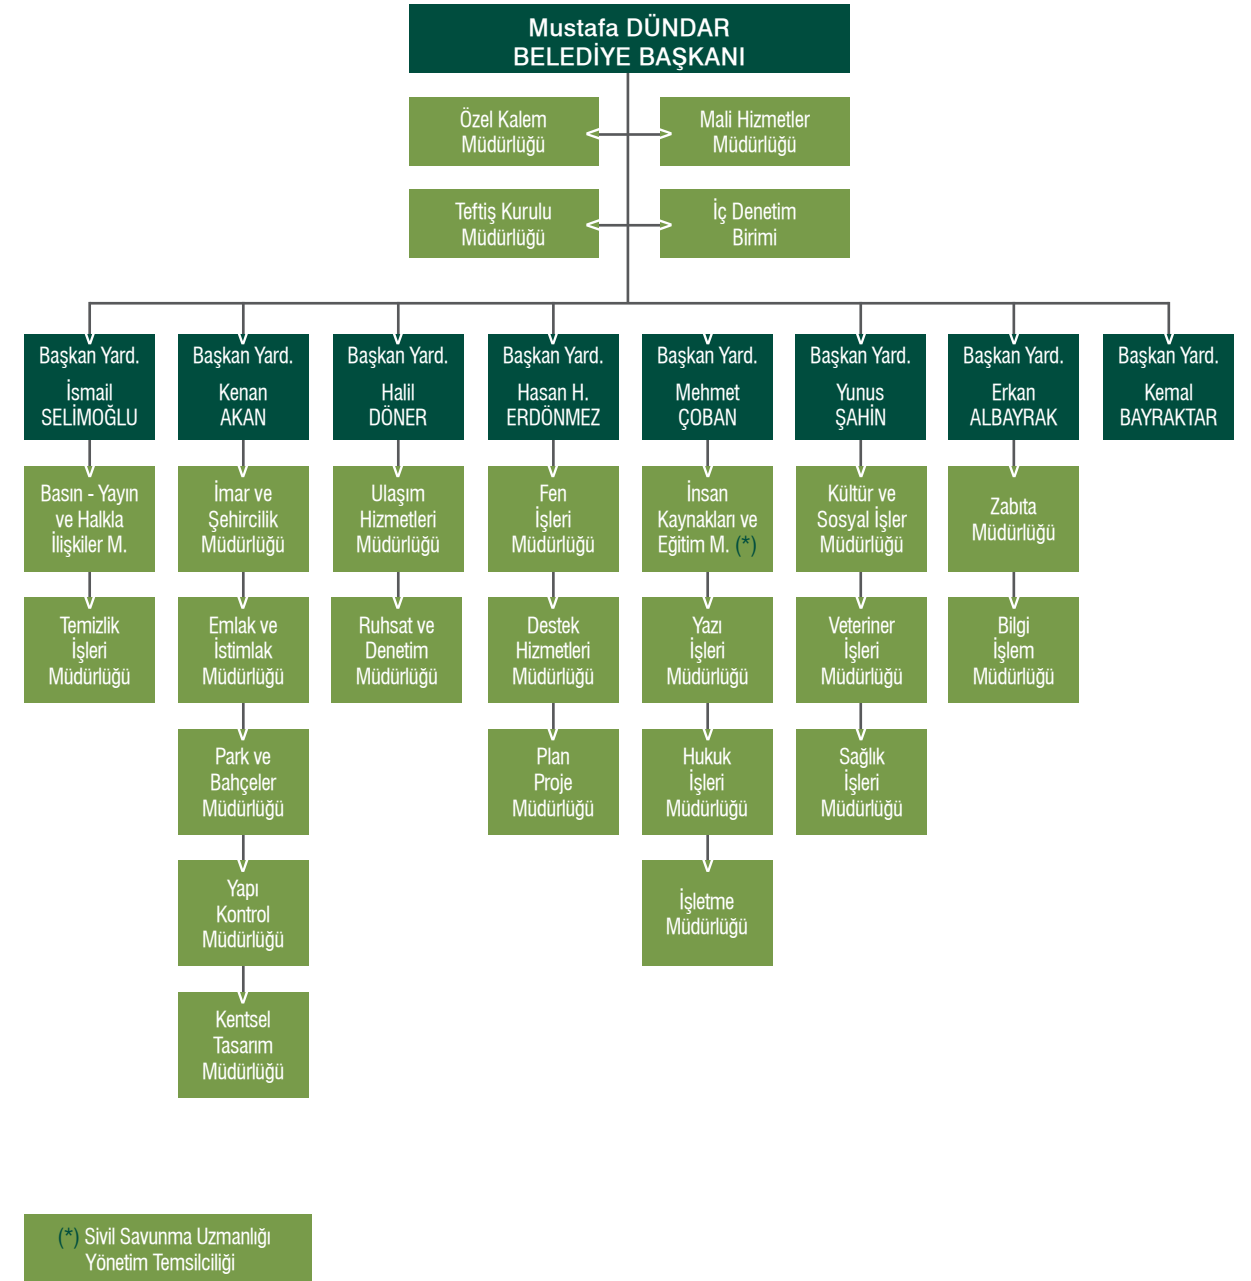 Mustafa DÜNDAR
BELEDİYE BAŞKANI
Özel Kalem
Müdürlüğü
Mali Hizmetler
Müdürlüğü
Teftiş Kurulu
Müdürlüğü
İç Denetim
Birimi
Başkan Yard.
İsmail
SELİMOĞLU
Başkan Yard.
Kenan
AKAN
Başkan Yard.
Halil
DÖNER
Başkan Yard.
Hasan H.
ERDÖNMEZ
Başkan Yard.
Mehmet
ÇOBAN
Başkan Yard.
Yunus
ŞAHİN
Başkan Yard.
Erkan
ALBAYRAK
Başkan Yard.
Kemal
BAYRAKTAR
Basın - Yayın
ve Halkla
İlişkiler M.
İmar ve
Şehircilik
Müdürlüğü
Ulaşım
Hizmetleri
Müdürlüğü
Fen
İşleri
Müdürlüğü
İnsan
Kaynakları ve
Eğitim M. (*)
Kültür ve
Sosyal İşler
Müdürlüğü
Zabıta
Müdürlüğü
Temizlik
İşleri
Müdürlüğü
Emlak ve
İstimlak
Müdürlüğü
Ruhsat ve
Denetim
Müdürlüğü
Destek
Hizmetleri
Müdürlüğü
Yazı
İşleri
Müdürlüğü
Veteriner
İşleri
Müdürlüğü
Bilgi
İşlem
Müdürlüğü
Park ve
Bahçeler
Müdürlüğü
Plan
Proje
Müdürlüğü
Hukuk
İşleri
Müdürlüğü
Sağlık
İşleri
Müdürlüğü
Yapı
Kontrol
Müdürlüğü
İşletme
Müdürlüğü
Kentsel
Tasarım
Müdürlüğü
(*) Sivil Savunma Uzmanlığı
Yönetim Temsilciliği